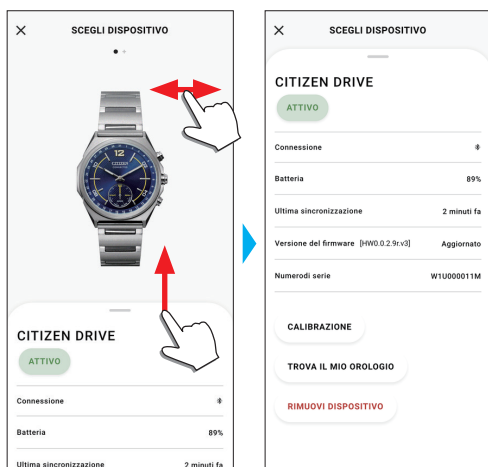 SCEGLI DISPOSITIVO
12
CITIZEN
CITIZEN DRIVE
ATTIVO
Connessione
Batteria 89%
Ultima sincronizzazione 2 minuti fa
SCEGLI DISPOSITIVO
CITIZEN DRIVE
ATTIVO
Connessione
Batteria 89%
Ultima sincronizzazione 2 minuti fa
Versione del firmware [HW0.0.2.9r.v3] Aggiornato
Numerodi serie W1U000011M
CALIBRAZIONE
TROVA IL MIO OROLOGIO
RIMUOVI DISPOSITIVO